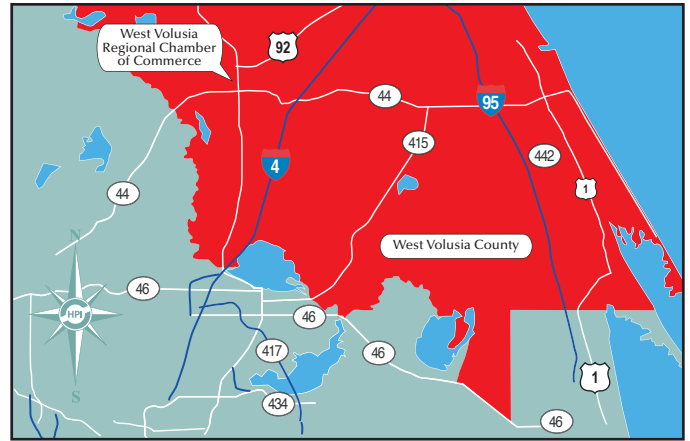 West Volusia
Regional Chamber
of Commerce
92
44
95
415
442
4
44
1
N
West Volusia County
46
HPI
46
417
46
1
S
434
46